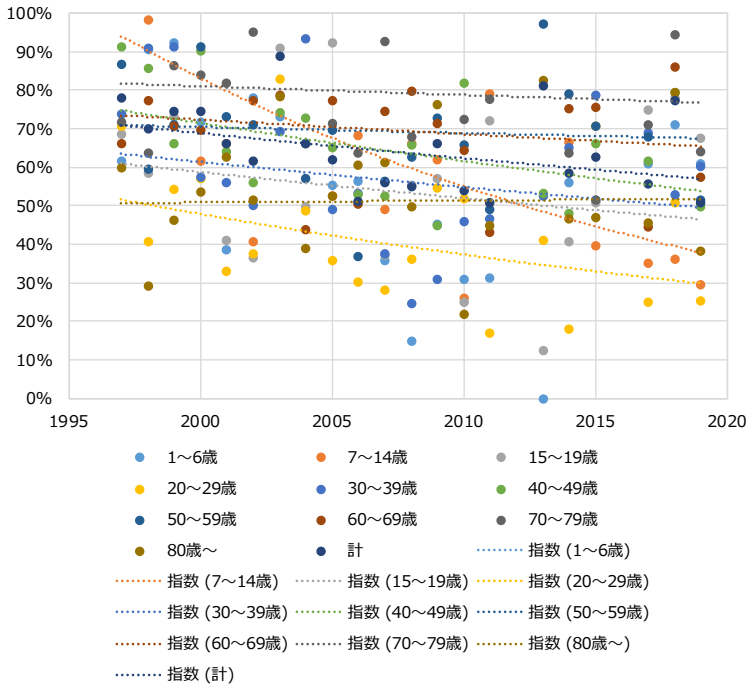 100%
90%
80%
70%
60%
50%
40%
30%
20%
10%
0%
1995 2000 2005 2010 2015 2020
1～6歳 7～14歳 15～19歳
20～29歳 30～39歳 40～49歳
50～59歳 60～69歳 70～79歳
80歳～ 計 指数 (1～6歳)
指数 (7～14歳) 指数 (15～19歳) 指数 (20～29歳)
指数 (30～39歳) 指数 (40～49歳) 指数 (50～59歳)
指数 (60～69歳) 指数 (70～79歳) 指数 (80歳～)
指数 (計)